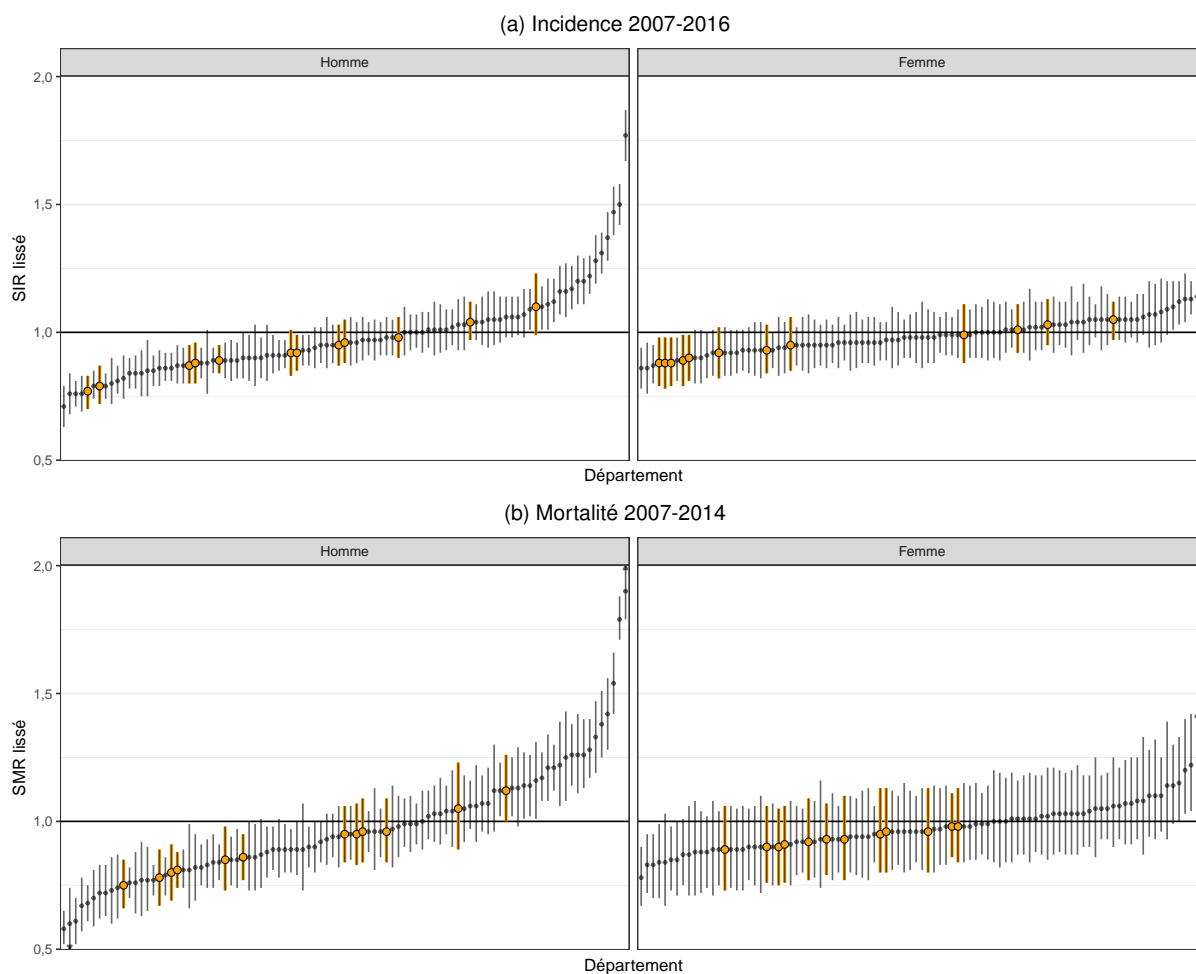 (a) Incidence 2007-2016
Homme
Femme
2,0
1,5
1,0
0,5
SIR lissé
Département
(b) Mortalité 2007-2014
Homme
Femme
2,0
1,5
1,0
0,5
SMR lissé
Département